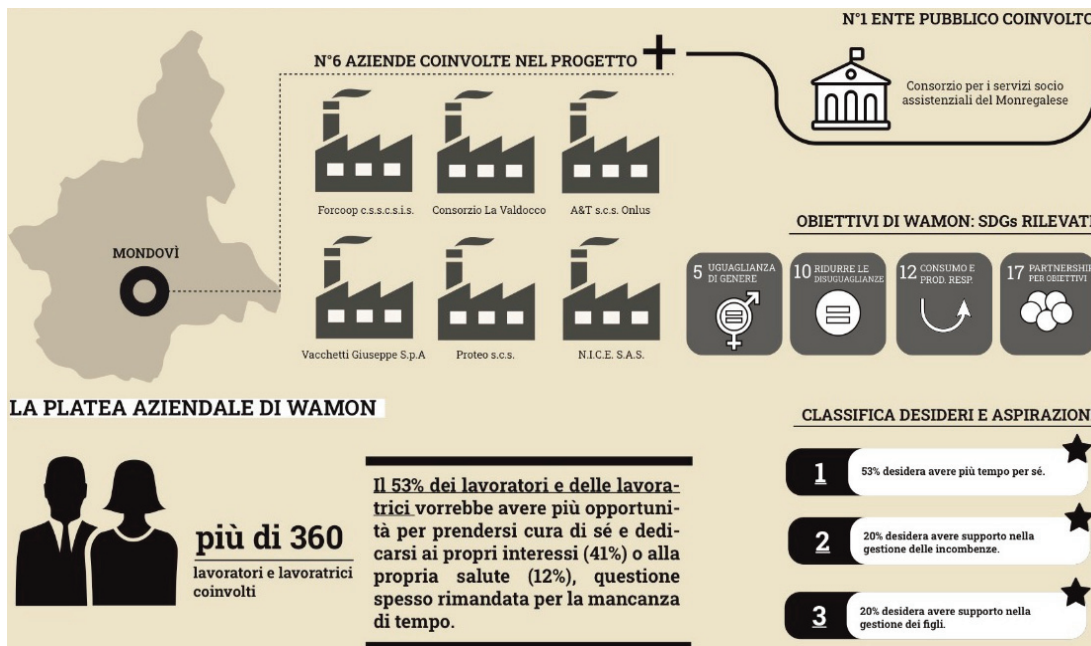 N°1 ENTE PUBBLICO COINVOLTO
N°6 AZIENDE COINVOLTE NEL PROGETTO +
Consorzio per i servizi socio
assistenziali del Monregalese
Forcoop c.s.s.c.s.i.s.
Consorzio La Valdocco
A&T s.c.s. Onlus
MONDOVÌ
Vacchetti Giuseppe S.p.A
Proteo s.c.s.
N.I.C.E. S.A.S.
OBIETTIVI DI WAMON: SDGs RILEVATI
5 UGUAGLIANZA
DI GENERE
10 RIDURRE LE
DISUGUAGLIANZE
12 CONSUMO E
PROD. RESP.
17 PARTNERSHIP
PER OBIETTIVI
LA PLATEA AZIENDALE DI WAMON
più di 360
lavoratori e lavoratrici
coinvolti
Il 53% dei lavoratori e delle lavora-
trici vorrebbe avere più opportuni-
tà per prendersi cura di sé e dedi-
carsi ai propri interessi (41%) o alla
propria salute (12%), questione
spesso rimandata per la mancanza
di tempo.
CLASSIFICA DESIDERI E ASPIRAZION
1 53% desidera avere più tempo per sé.
2 20% desidera avere supporto nella
gestione delle incombenze.
3 20% desidera avere supporto nella
gestione dei figli.